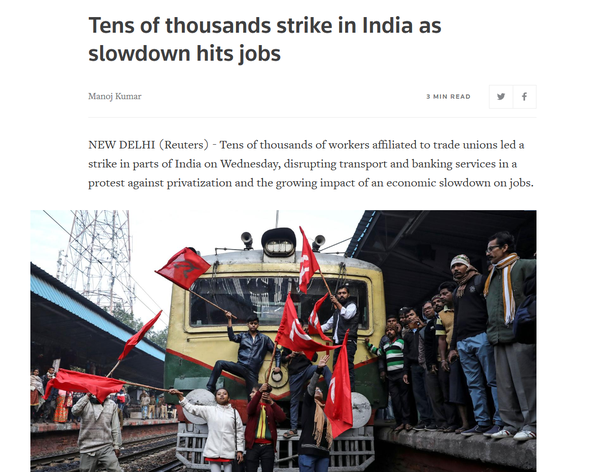 Tens of thousands strike in India as
slowdown hits jobs
Manoj Kumar
3 MIN READ
NEW DELHI (Reuters) - Tens of thousands of workers affiliated to trade unions led a
strike in parts of India on Wednesday, disrupting transport and banking services in a
protest against privatization and the growing impact of an economic slowdown on jobs.